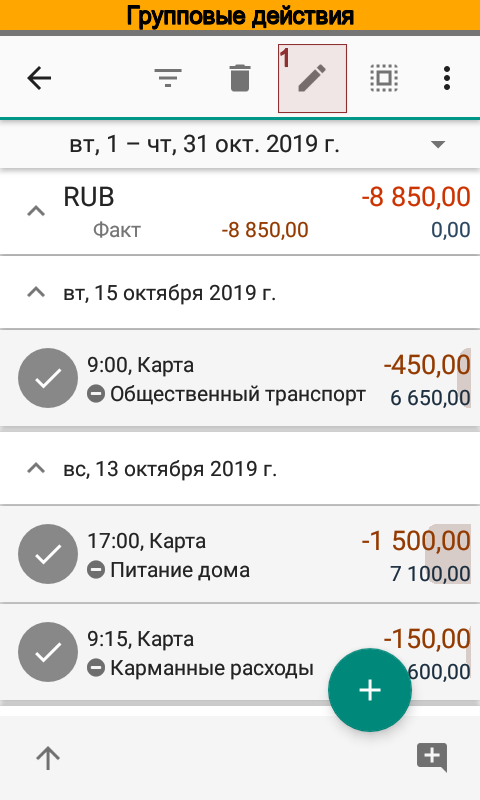 Групповые действия
1
вт, 1 – чт, 31 окт. 2019 г.
RUB -8 850,00
Факт -8 850,00 0,00
вт, 15 октября 2019 г.
9:00, Карта -450,00
Общественный транспорт 6 650,00
вс, 13 октября 2019 г.
17:00, Карта -1 500,00
Питание дома 7 100,00
9:15, Карта -150,00
Карманные расходы 600,00